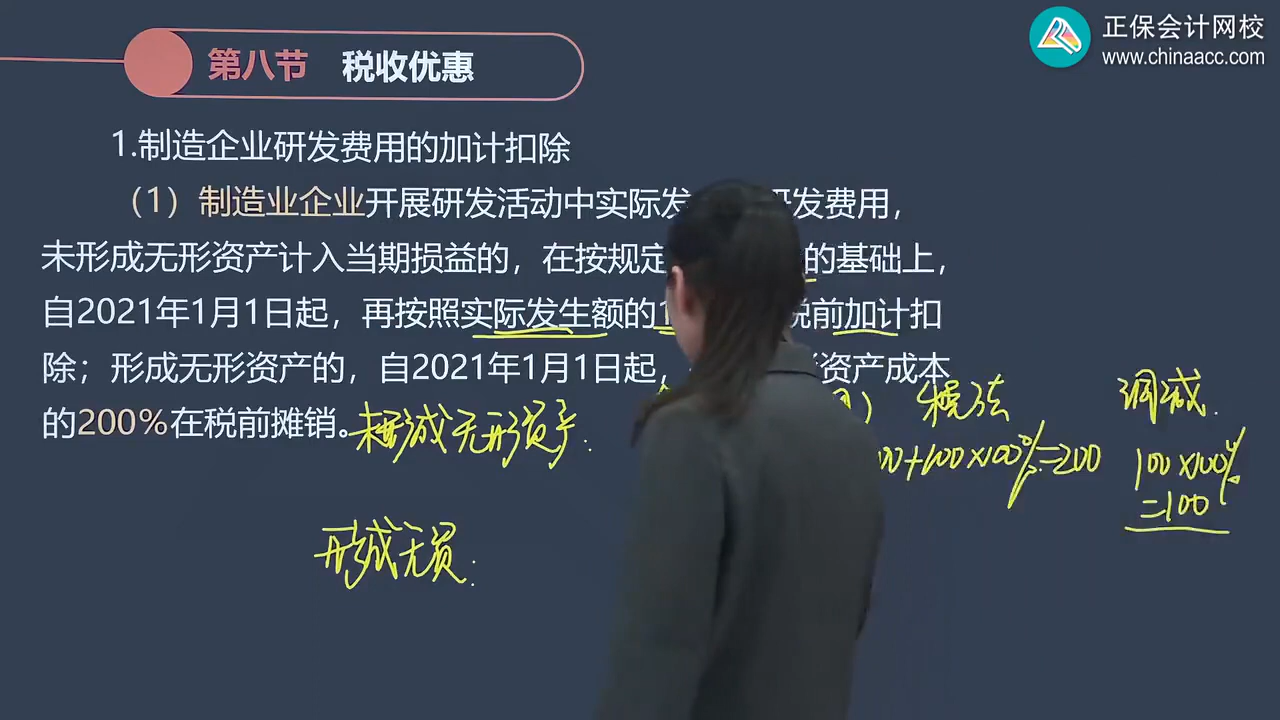 正保会计网校
www.chinaacc.com
第八节 税收优惠
1.制造企业研发费用的加计扣除
（1）制造业企业开展研发活动中实际发 研发费用，
未形成无形资产计入当期损益的，在按规定 的基础上，
自2021年1月1日起，再按照实际发生额的1 税前加计扣
除；形成无形资产的，自2021年1月1日起， 资产成本
的200%在税前摊销。
税法 调减.
未形成无形资产: 00+100×100%=200 100×100%
=100
形成无资: